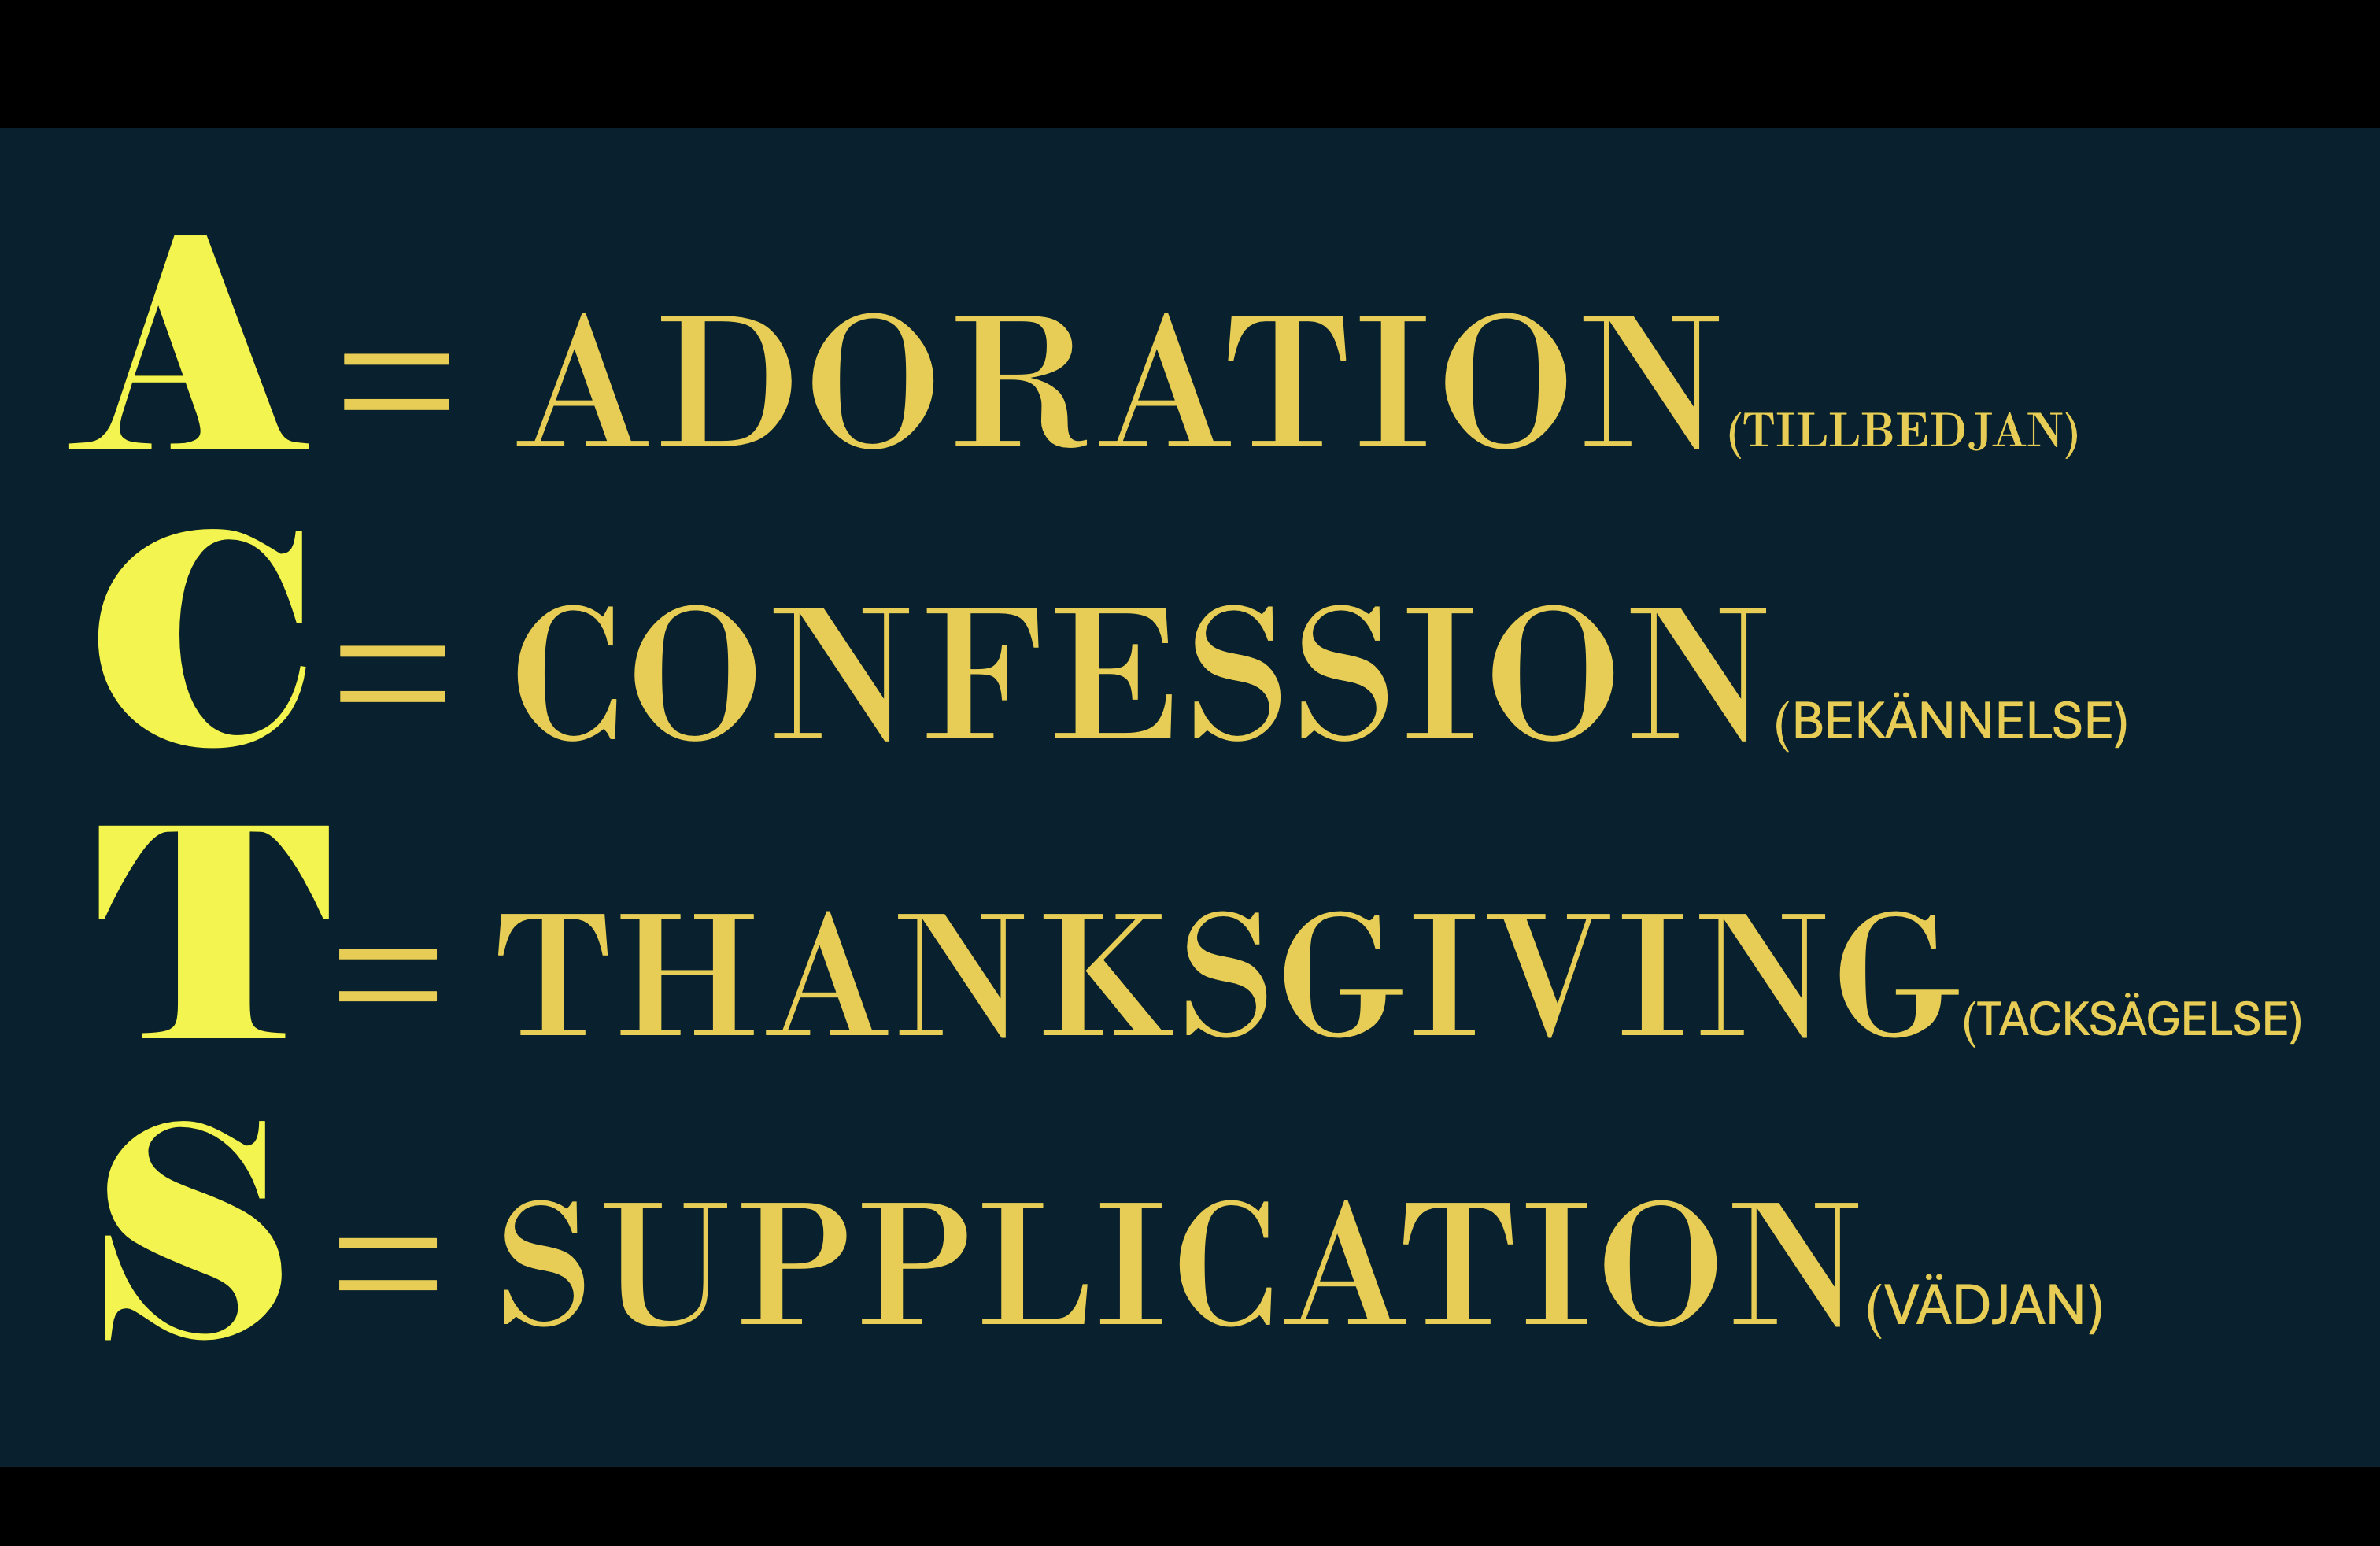 A = ADORATION (TILLBEDJAN)
C = CONFESSION (BEKÄNNELSE)
T = THANKSGIVING (TACKSÄGELSE)
S = SUPPLICATION (VÄDJAN)